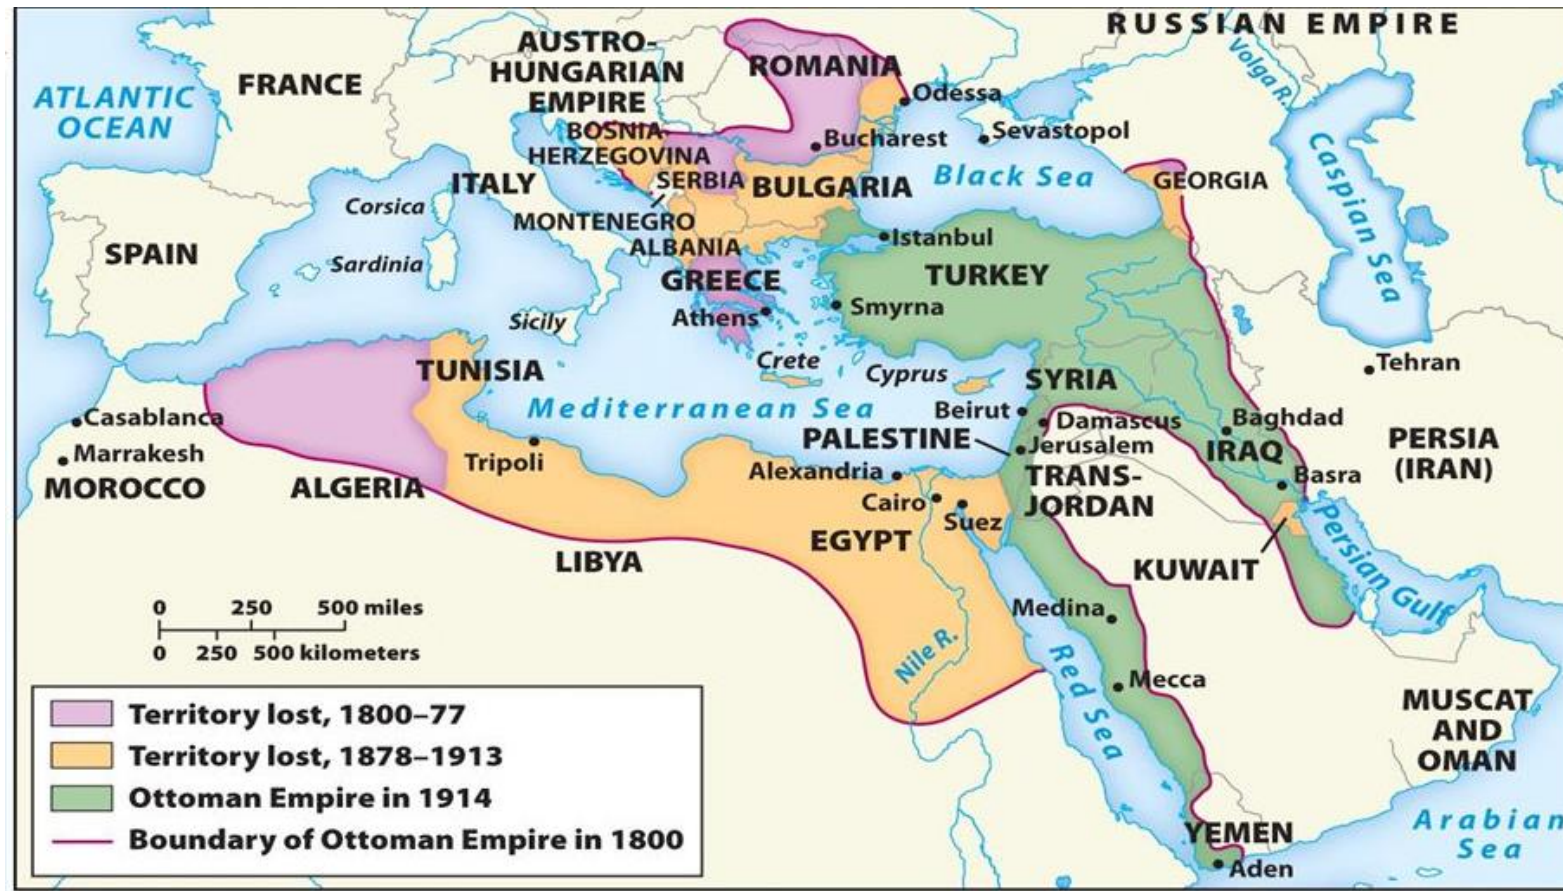 RUSSIAN EMPIRE
AUSTRO-
HUNGARIAN
EMPIRE
FRANCE
ROMANIA
Volga R.
ATLANTIC
OCEAN
Odessa
BOSNIA-
HERZEGOVINA
Bucharest
Sevastopol
Caspian Sea
ITALY
SERBIA
BULGARIA
Black Sea
GEORGIA
Corsica
MONTENEGRO
SPAIN
ALBANIA
Istanbul
Sardinia
GREECE
TURKEY
Sicily
Athens
Smyrna
TUNISIA
Crete
Cyprus
SYRIA
Tehran
Casablanca
Mediterranean Sea
Beirut
Damascus
Baghdad
Marrakesh
PALESTINE
Jerusalem
IRAQ
PERSIA
(IRAN)
MOROCCO
ALGERIA
Tripoli
Alexandria
TRANS-
JORDAN
Basra
Cairo
Suez
EGYPT
LIBYA
KUWAIT
Persian Gulf
0 250 500 miles
0 250 500 kilometers
Medina
Nile R.
Red Sea
Mecca
MUSCAT
AND
OMAN
Territory lost, 1800–77
Territory lost, 1878–1913
Ottoman Empire in 1914
Boundary of Ottoman Empire in 1800
YEMEN
Aden
Arabian
Sea